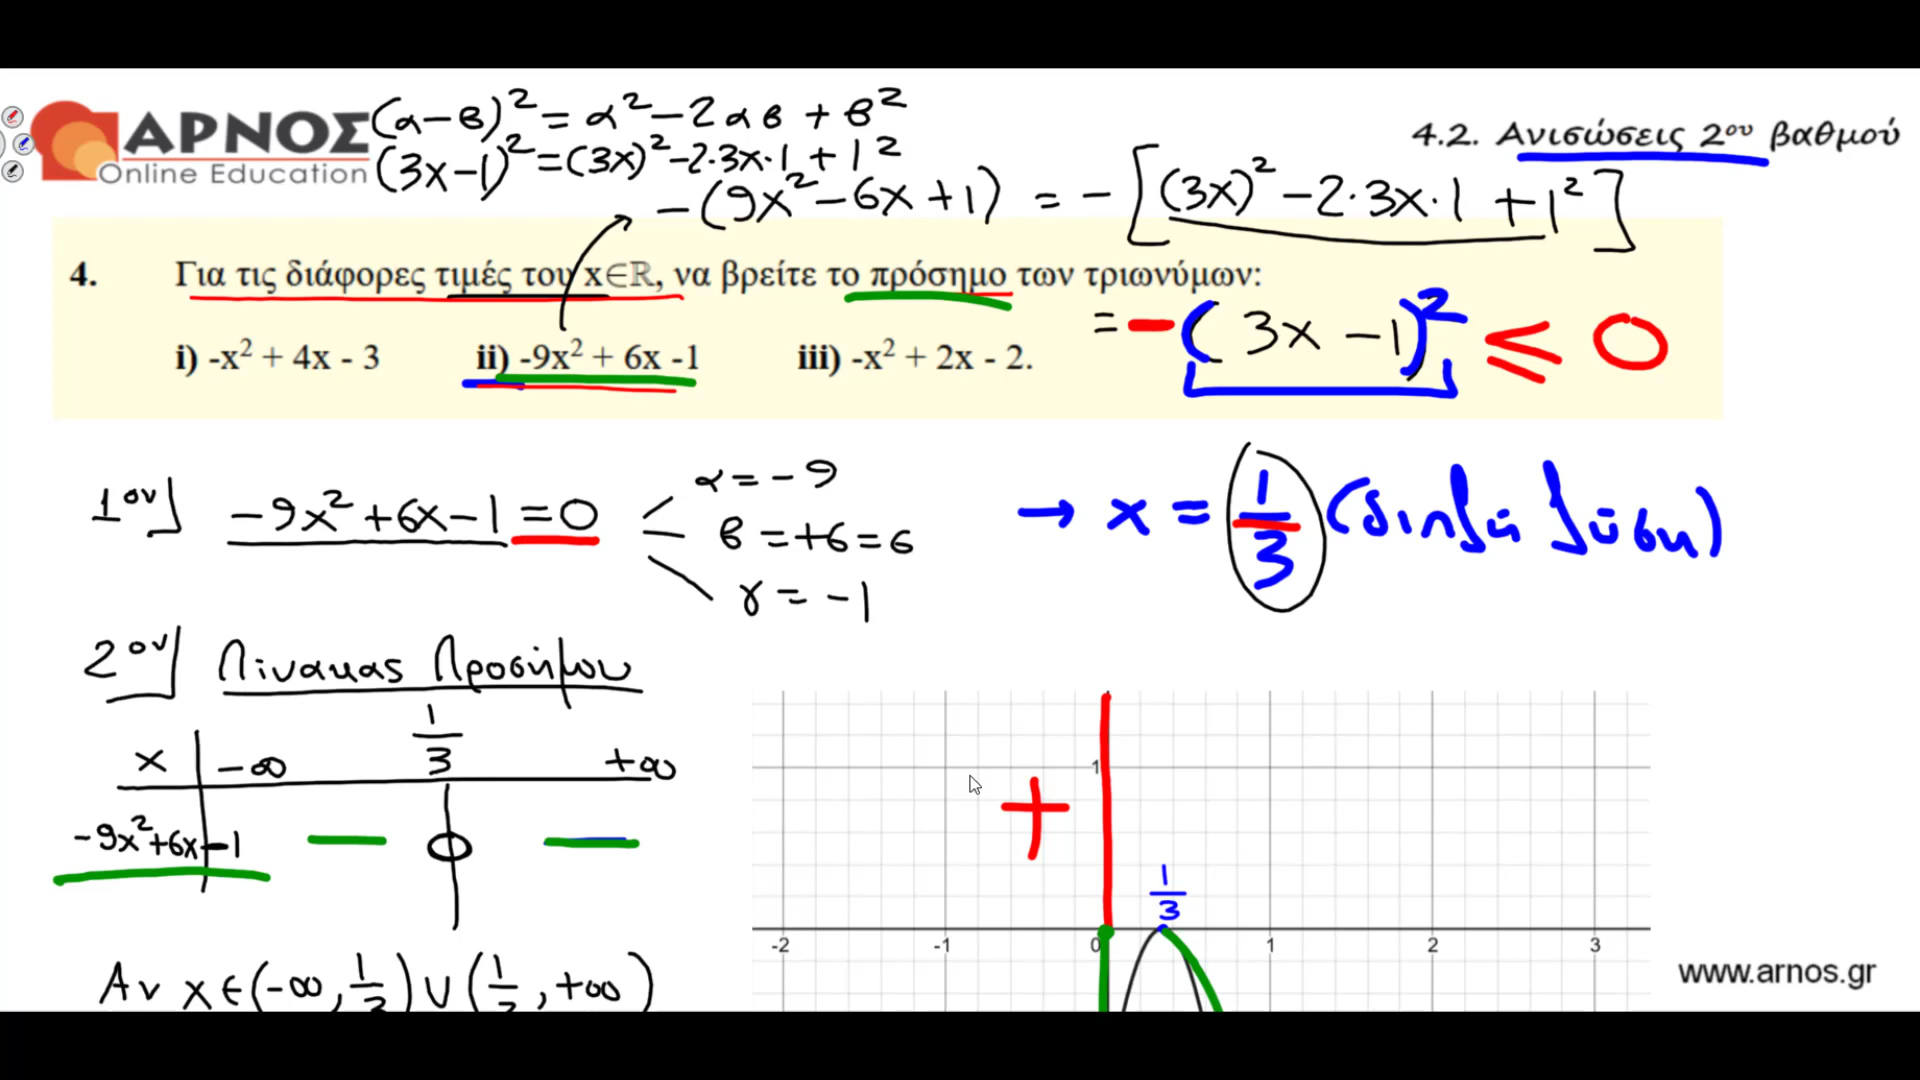 ΑΡΝΟΣ
Online Education
(α-β)² = α² - 2αβ + β²
(3x-1)² = (3x)² - 2·3x·1 + 1²
4.2. Ανισώσεις 2ου βαθμού
-(9x² - 6x + 1) = -[(3x)² - 2·3x·1 + 1²]
4. Για τις διάφορες τιμές του x∈ℝ, να βρείτε το πρόσημο των τριωνύμων:
= -(3x - 1)² ≤ 0
i) -x² + 4x - 3 ii) -9x² + 6x -1 iii) -x² + 2x - 2.
1ον -9x² + 6x - 1 = 0
α = -9
β = +6 = 6
γ = -1
→ x = 1/3 (διπλή λύση)
2ον Πίνακας Προσήμου
x -∞ 1/3 +∞
-9x²+6x-1 - 0 -
+
1
1/3
-2 -1 0 1 2 3
Αν x ∈ (-∞, 1/3) ∪ (1/3, +∞)
www.arnos.gr